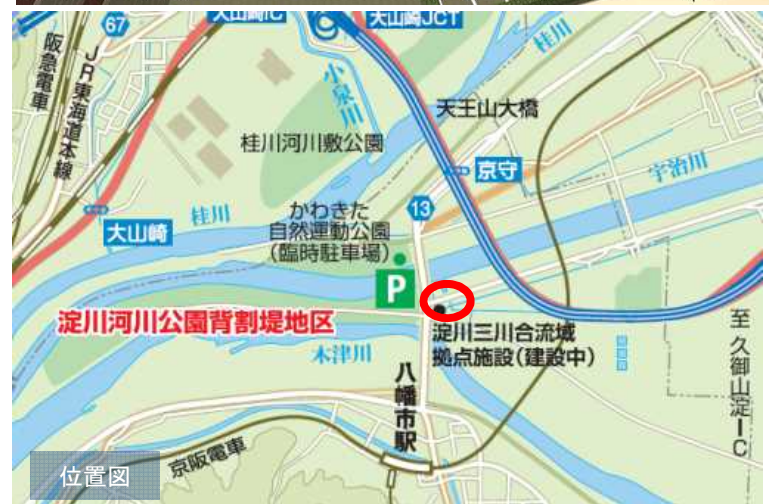 大山崎IC
大山崎JCT
67
阪急電車
JR東海道本線
小泉川
桂川
天王山大橋
桂川河川敷公園
京守
宇治川
大山崎
桂川
かわきた
自然運動公園
(臨時駐車場)
13
P
淀川河川公園背割堤地区
淀川三川合流域
拠点施設(建設中)
木津川
八幡市駅
至 久御山淀IC
京阪電車
位置図